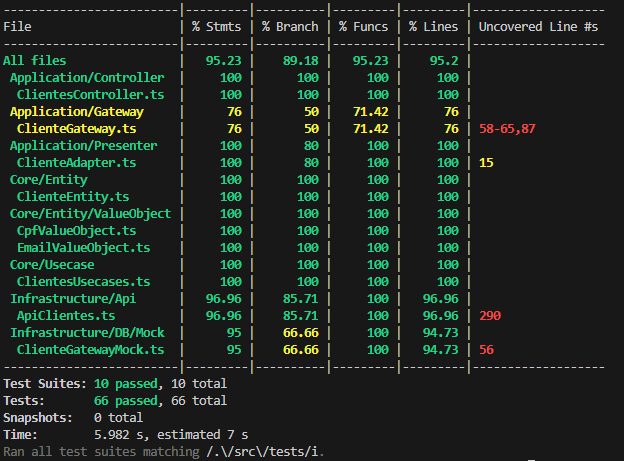 --------------------------|---------|----------|---------|---------|-------------------
File                      | % Stmts | % Branch | % Funcs | % Lines | Uncovered Line #s
--------------------------|---------|----------|---------|---------|-------------------
All files                 |   95.23 |    89.18 |   95.23 |    95.2 |
 Application/Controller   |     100 |      100 |     100 |     100 |
  ClientesController.ts   |     100 |      100 |     100 |     100 |
 Application/Gateway      |      76 |       50 |   71.42 |      76 |
  ClienteGateway.ts       |      76 |       50 |   71.42 |      76 | 58-65,87
 Application/Presenter    |     100 |       80 |     100 |     100 |
  ClienteAdapter.ts       |     100 |       80 |     100 |     100 | 15
 Core/Entity              |     100 |      100 |     100 |     100 |
  ClienteEntity.ts        |     100 |      100 |     100 |     100 |
 Core/Entity/ValueObject  |     100 |      100 |     100 |     100 |
  CpfValueObject.ts       |     100 |      100 |     100 |     100 |
  EmailValueObject.ts     |     100 |      100 |     100 |     100 |
 Core/Usecase             |     100 |      100 |     100 |     100 |
  ClientesUsecases.ts     |     100 |      100 |     100 |     100 |
 Infrastructure/Api       |   96.96 |    85.71 |     100 |   96.96 |
  ApiClientes.ts          |   96.96 |    85.71 |     100 |   96.96 | 290
 Infrastructure/DB/Mock   |      95 |    66.66 |     100 |   94.73 |
  ClienteGatewayMock.ts   |      95 |    66.66 |     100 |   94.73 | 56
--------------------------|---------|----------|---------|---------|-------------------
Test Suites: 10 passed, 10 total
Tests:       66 passed, 66 total
Snapshots:   0 total
Time:        5.982 s, estimated 7 s
Ran all test suites matching /.\/src\/tests/i.